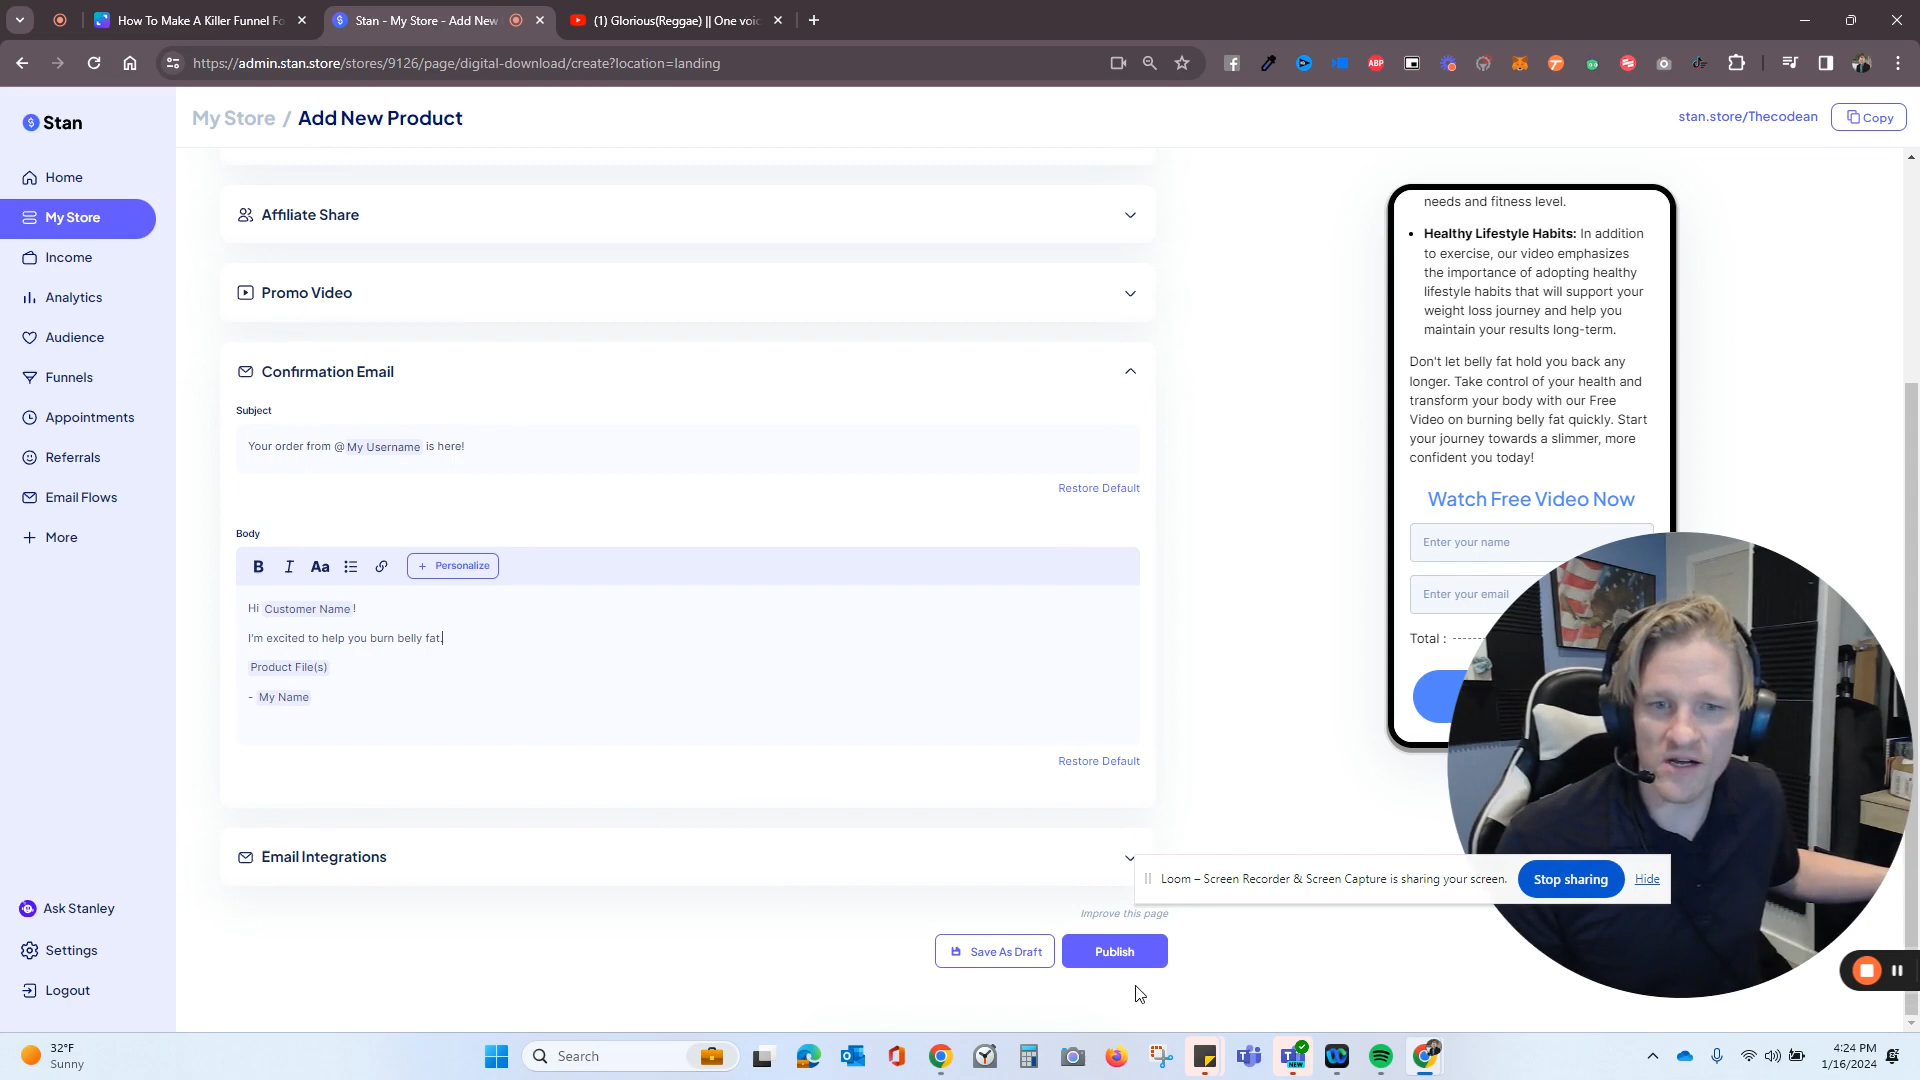 How To Make A Killer Funnel Fo
Stan - My Store - Add New
(1) Glorious(Reggae) || One voic
https://admin.stan.store/stores/9126/page/digital-download/create?location=landing
ABP
Stan
My Store / Add New Product
stan.store/Thecodean
Copy
Home
My Store
Income
Analytics
Audience
Funnels
Appointments
Referrals
Email Flows
More
Ask Stanley
Settings
Logout
Affiliate Share
Promo Video
Confirmation Email
Subject
Your order from @ My Username is here!
Restore Default
Body
B I Aa
+ Personalize
Hi Customer Name !
I'm excited to help you burn belly fat.
Product File(s)
- My Name
Restore Default
Email Integrations
Improve this page
Save As Draft
Publish
needs and fitness level.
• Healthy Lifestyle Habits: In addition
to exercise, our video emphasizes
the importance of adopting healthy
lifestyle habits that will support your
weight loss journey and help you
maintain your results long-term.
Don't let belly fat hold you back any
longer. Take control of your health and
transform your body with our Free
Video on burning belly fat quickly. Start
your journey towards a slimmer, more
confident you today!
Watch Free Video Now
Enter your name
Enter your email
Total : -----
Loom – Screen Recorder & Screen Capture is sharing your screen.
Stop sharing
Hide
32°F
Sunny
Search
NEW
4:24 PM
1/16/2024